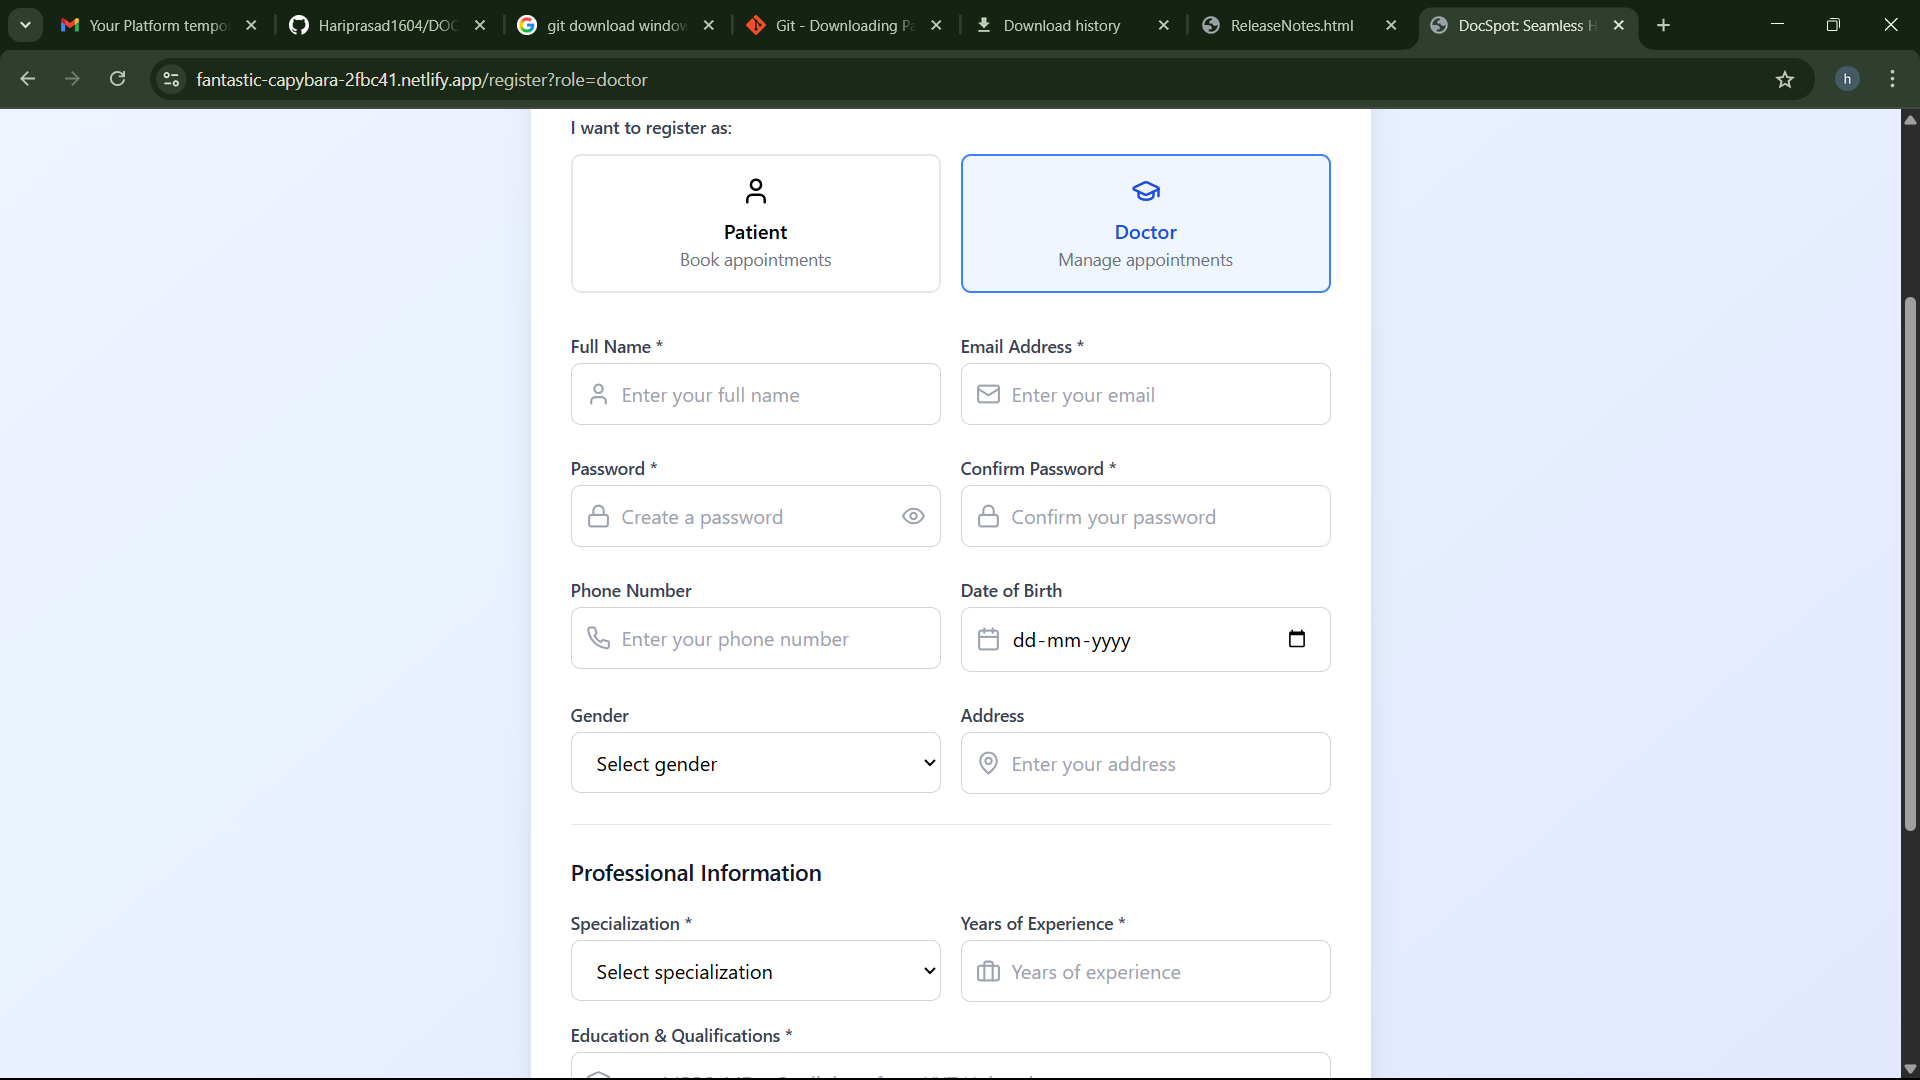 Your Platform tempo
Hariprasad1604/DOC
git download window
Git - Downloading Pa
Download history
ReleaseNotes.html
DocSpot: Seamless H
fantastic-capybara-2fbc41.netlify.app/register?role=doctor
h
I want to register as:
Patient
Book appointments
Doctor
Manage appointments
Full Name *
Email Address *
Enter your full name
Enter your email
Password *
Confirm Password *
Create a password
Confirm your password
Phone Number
Date of Birth
Enter your phone number
dd-mm-yyyy
Gender
Address
Select gender
Enter your address
Professional Information
Specialization *
Years of Experience *
Select specialization
Years of experience
Education & Qualifications *